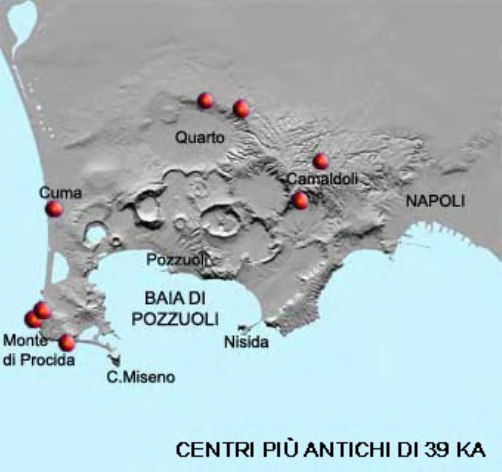 Quarto
Camaldoli
Cuma
NAPOLI
Pozzuoli
BAIA DI
POZZUOLI
Nisida
Monte
di Procida
C.Miseno
CENTRI PIÙ ANTICHI DI 39 KA